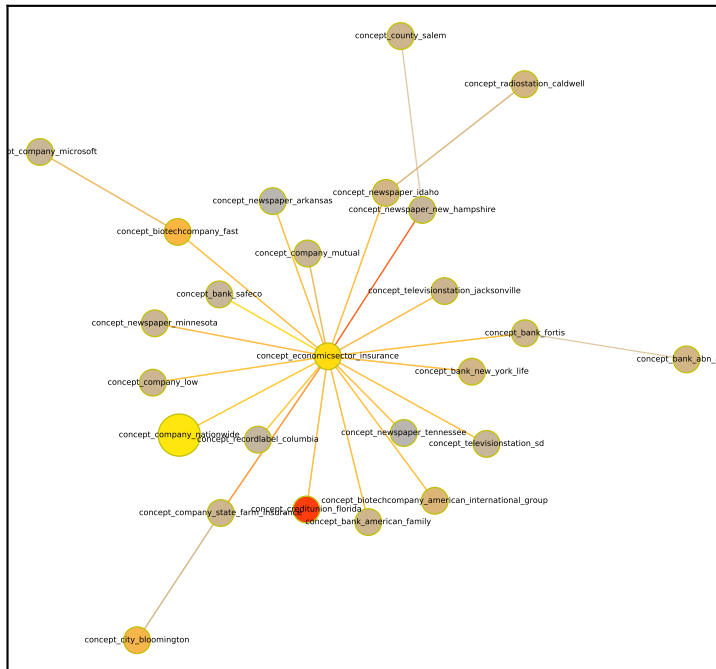 concept_county_salem
concept_radiostation_caldwell
pt_company_microsoft
concept_newspaper_idaho
concept_newspaper_arkansas
concept_newspaper_new_hampshire
concept_biotechcompany_fast
concept_company_mutual
concept_televisionstation_jacksonville
concept_bank_safeco
concept_newspaper_minnesota
concept_bank_fortis
concept_economicsector_insurance
concept_bank_abn_
concept_bank_new_york_life
concept_company_low
concept_company_nationwide
concept_newspaper_tennessee
concept_recordlabel_columbia
concept_televisionstation_sd
concept_biotechcompany_american_international_group
concept_creditunion_florida
concept_company_state_farm_insurance
concept_bank_american_family
concept_city_bloomington